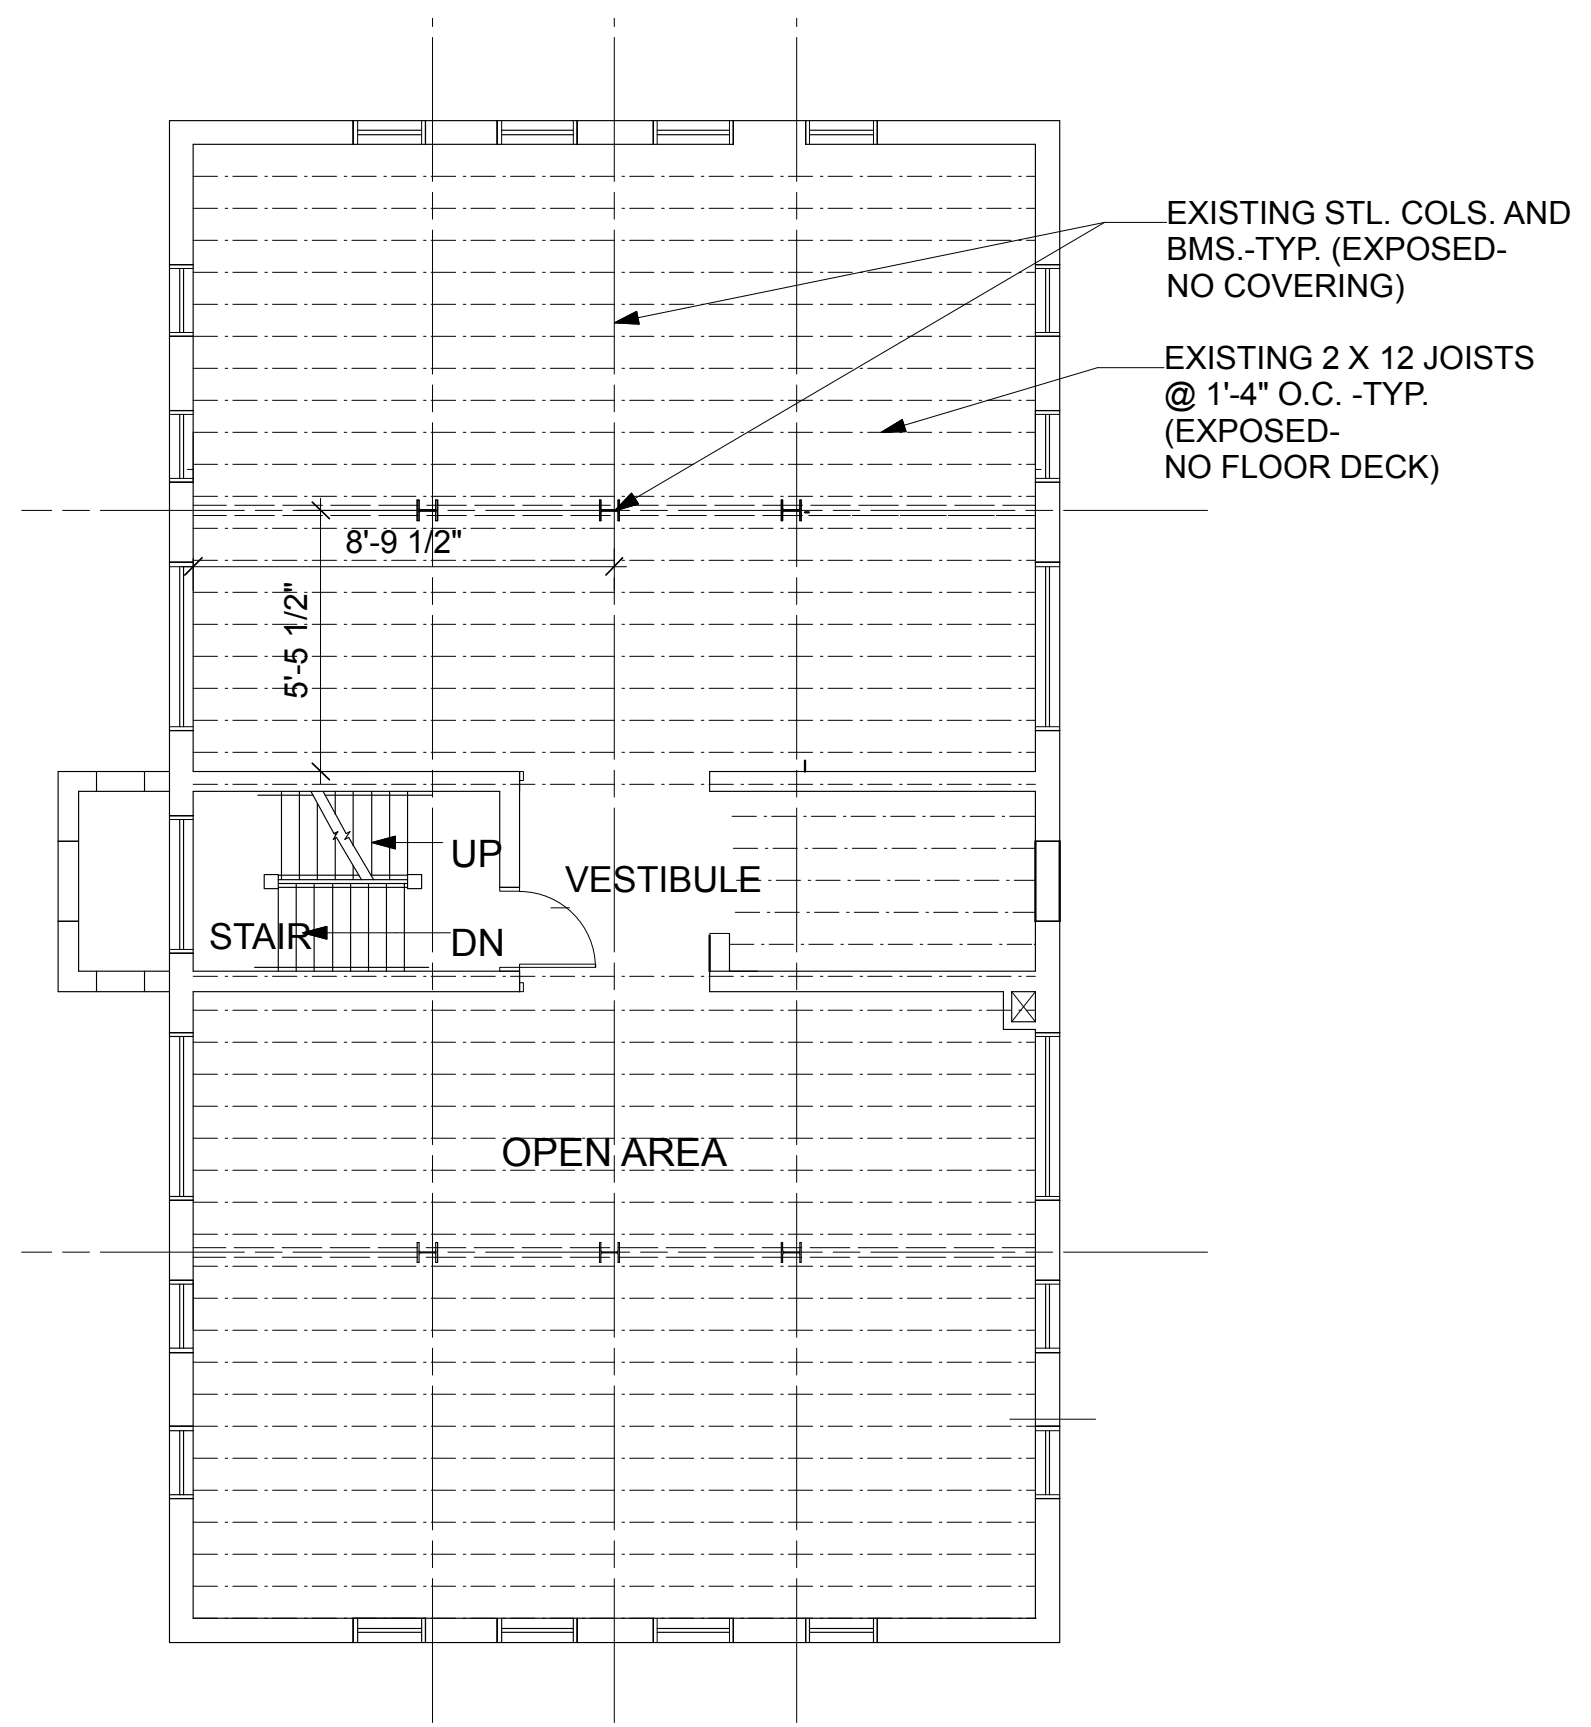 EXISTING STL. COLS. AND
BMS.-TYP. (EXPOSED-
NO COVERING)
EXISTING 2 X 12 JOISTS
@ 1'-4" O.C. -TYP.
(EXPOSED-
NO FLOOR DECK)
8'-9 1/2"
5'-5 1/2"
UP
VESTIBULE
STAIR
DN
OPEN AREA